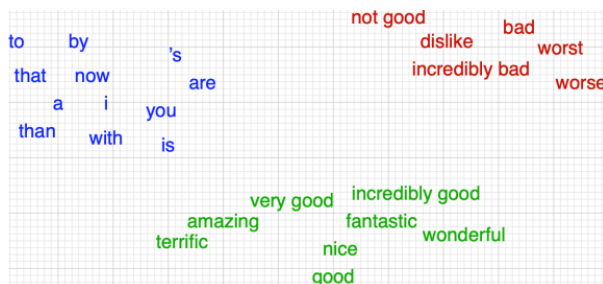 not good
bad
to by 's dislike worst
that now are incredibly bad worse
a i you
than with is
very good incredibly good
amazing fantastic
terrific nice wonderful
good